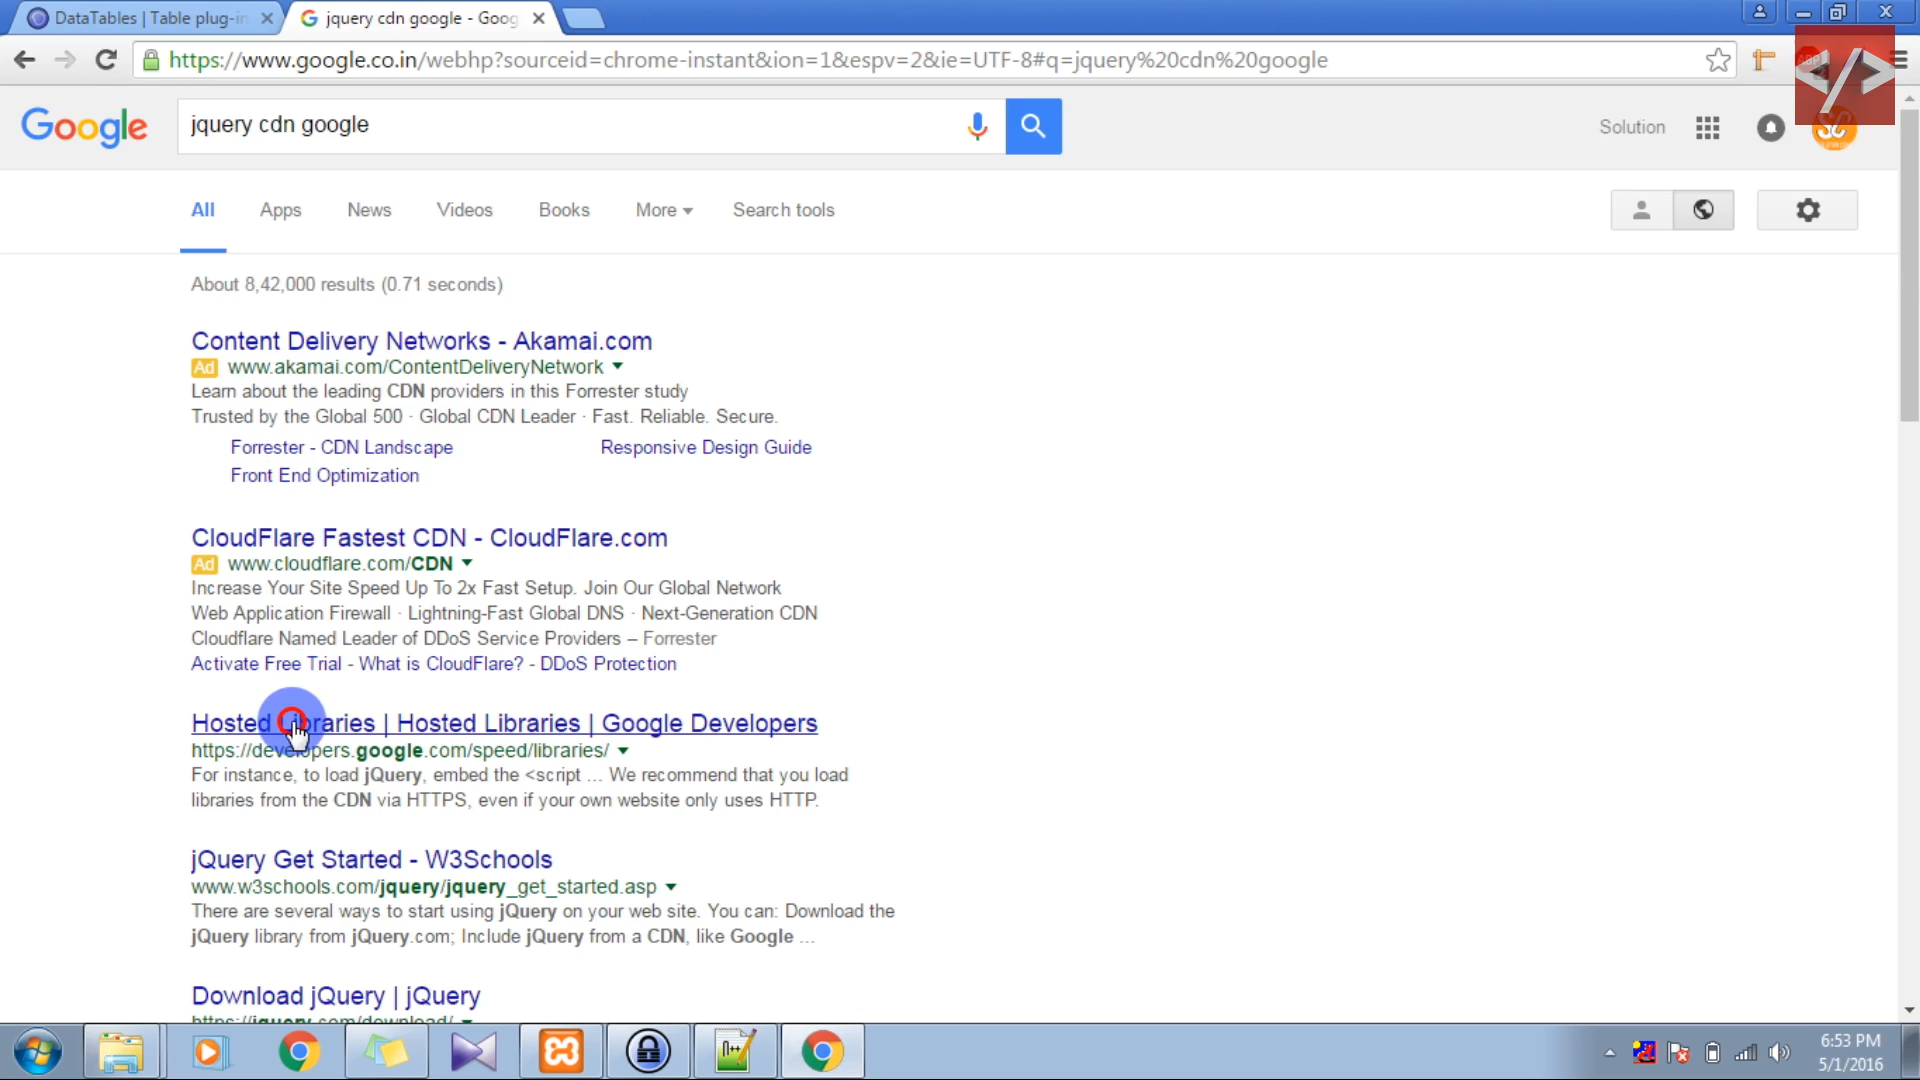 DataTables | Table plug-in
jquery cdn google - Goog
https://www.google.co.in/webhp?sourceid=chrome-instant&ion=1&espv=2&ie=UTF-8#q=jquery%20cdn%20google
Google
jquery cdn google
Solution
All
Apps
News
Videos
Books
More
Search tools
About 8,42,000 results (0.71 seconds)
Content Delivery Networks - Akamai.com
Ad www.akamai.com/ContentDeliveryNetwork
Learn about the leading CDN providers in this Forrester study
Trusted by the Global 500 · Global CDN Leader · Fast. Reliable. Secure.
Forrester - CDN Landscape
Responsive Design Guide
Front End Optimization
CloudFlare Fastest CDN - CloudFlare.com
Ad www.cloudflare.com/CDN
Increase Your Site Speed Up To 2x Fast Setup. Join Our Global Network
Web Application Firewall · Lightning-Fast Global DNS · Next-Generation CDN
Cloudflare Named Leader of DDoS Service Providers – Forrester
Activate Free Trial - What is CloudFlare? - DDoS Protection
Hosted Libraries | Hosted Libraries | Google Developers
https://developers.google.com/speed/libraries/
For instance, to load jQuery, embed the <script ... We recommend that you load
libraries from the CDN via HTTPS, even if your own website only uses HTTP.
jQuery Get Started - W3Schools
www.w3schools.com/jquery/jquery_get_started.asp
There are several ways to start using jQuery on your web site. You can: Download the
jQuery library from jQuery.com; Include jQuery from a CDN, like Google ...
Download jQuery | jQuery
https://jquery.com/download/
6:53 PM
5/1/2016